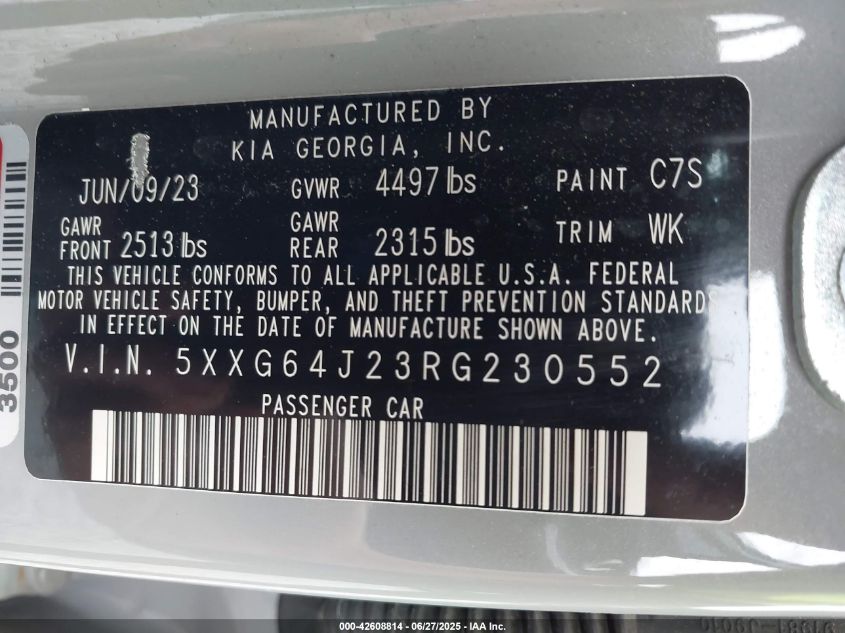 MANUFACTURED BY
KIA GEORGIA, INC.
JUN/09/23 GVWR 4497 lbs PAINT C7S
GAWR FRONT 2513 lbs GAWR REAR 2315 lbs TRIM WK
THIS VEHICLE CONFORMS TO ALL APPLICABLE U.S.A. FEDERAL
MOTOR VEHICLE SAFETY, BUMPER, AND THEFT PREVENTION STANDARDS
IN EFFECT ON THE DATE OF MANUFACTURE SHOWN ABOVE.
V.I.N. 5XXG64J23RG230552
PASSENGER CAR
3500
000-42608814 - 06/27/2025 - © IAA, Inc.